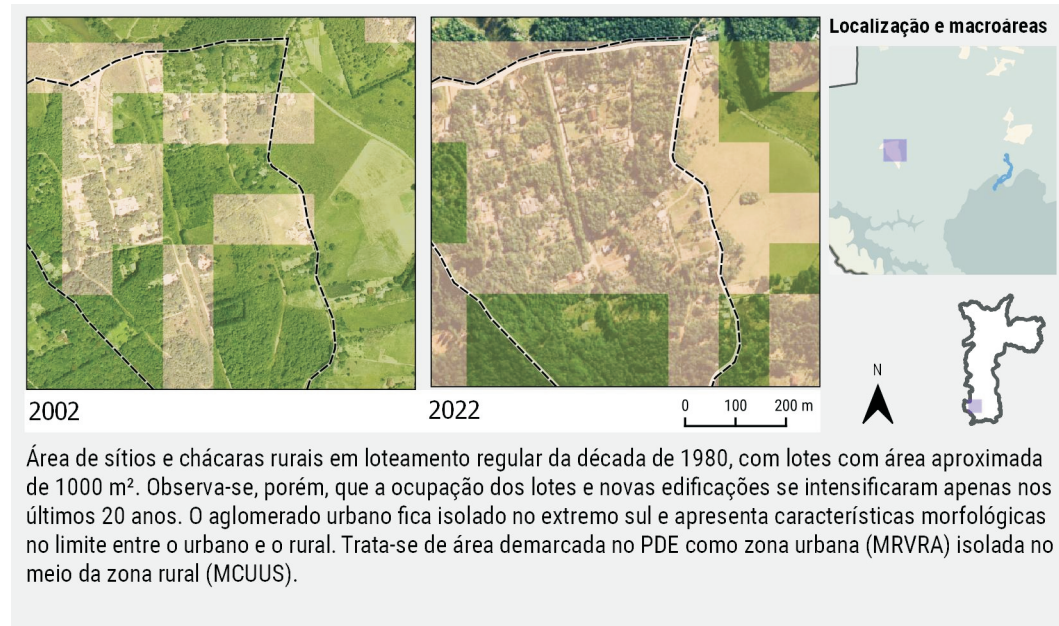 Localização e macroáreas
2002
2022
0 100 200 m
N
Área de sítios e chácaras rurais em loteamento regular da década de 1980, com lotes com área aproximada
de 1000 m². Observa-se, porém, que a ocupação dos lotes e novas edificações se intensificaram apenas nos
últimos 20 anos. O aglomerado urbano fica isolado no extremo sul e apresenta características morfológicas
no limite entre o urbano e o rural. Trata-se de área demarcada no PDE como zona urbana (MRVRA) isolada no
meio da zona rural (MCUUS).